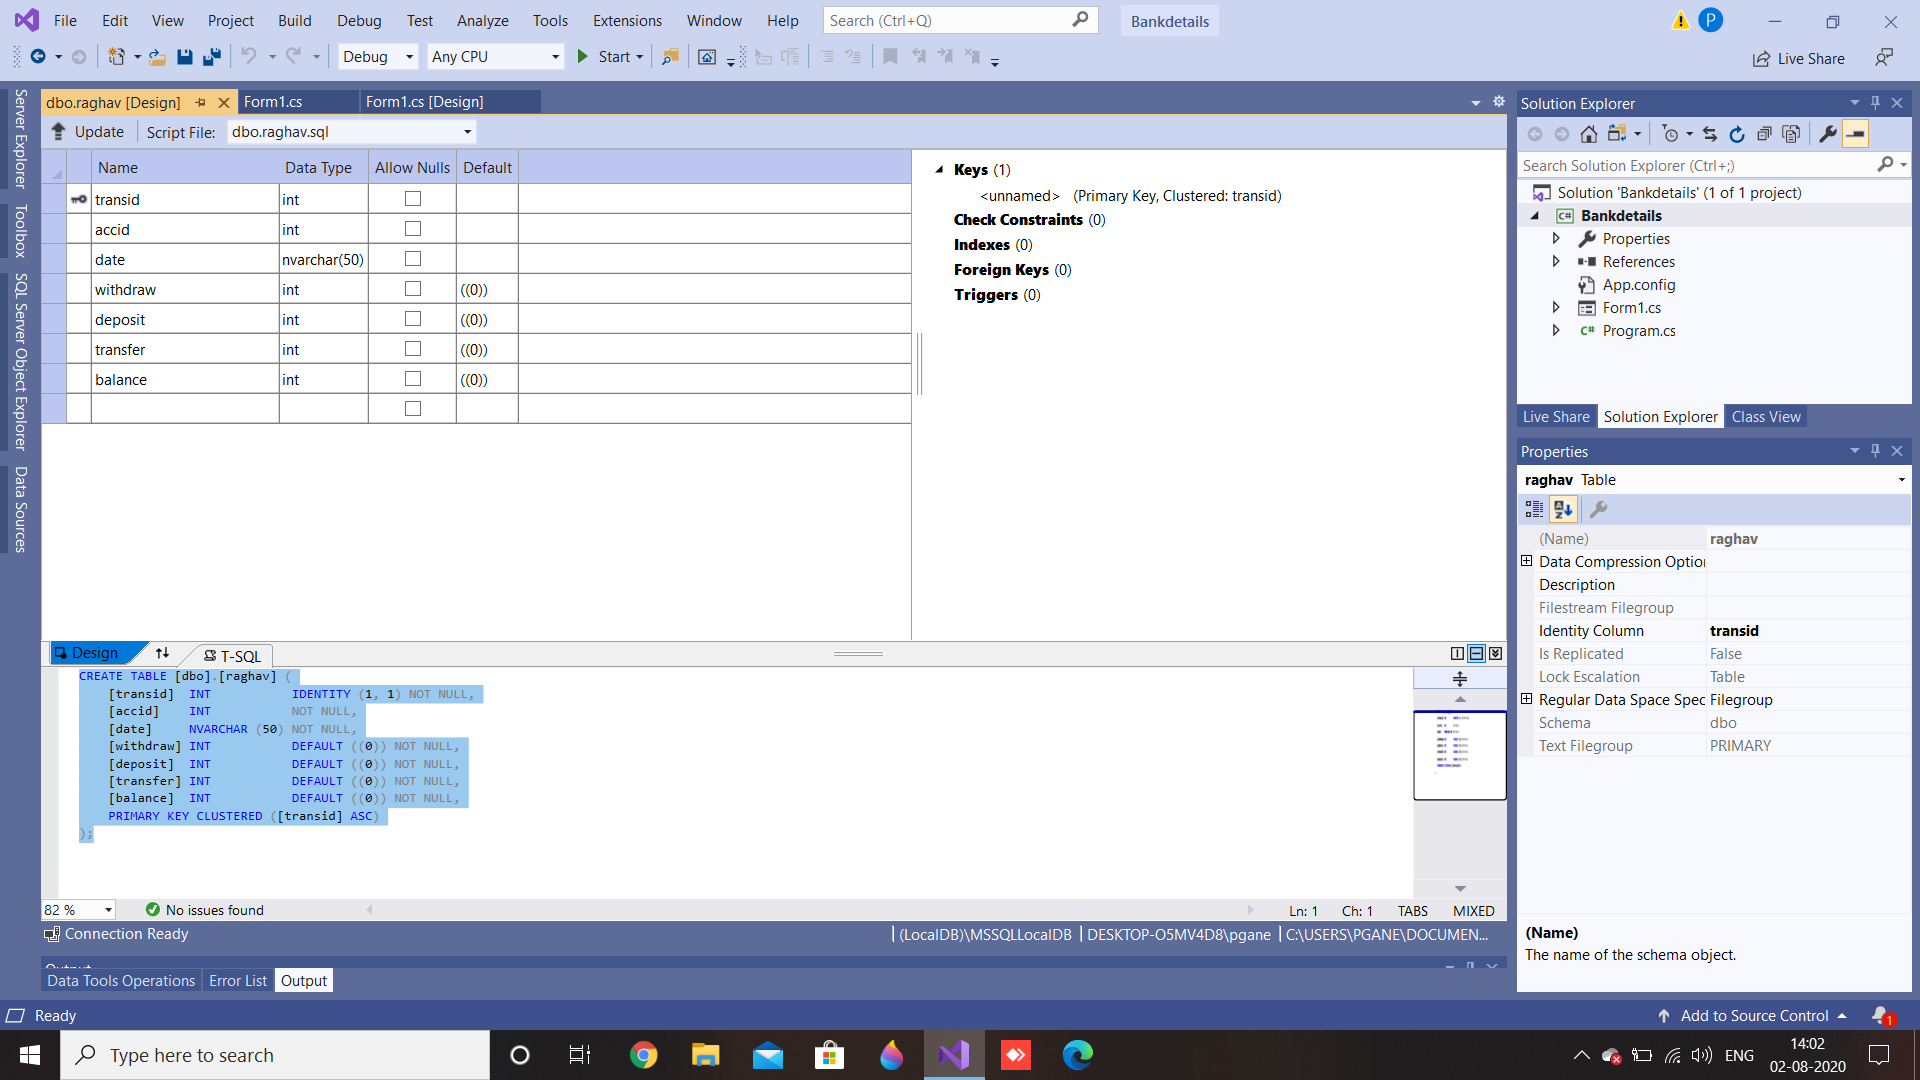 File Edit View Project Build Debug Test Analyze Tools Extensions Window Help Search (Ctrl+Q) Bankdetails P
Debug Any CPU Start Live Share
Server Explorer
Toolbox
SQL Server Object Explorer
Data Sources
dbo.raghav [Design] Form1.cs Form1.cs [Design]
Update Script File: dbo.raghav.sql
Name Data Type Allow Nulls Default
transid int
accid int
date nvarchar(50)
withdraw int ((0))
deposit int ((0))
transfer int ((0))
balance int ((0))
Keys (1)
<unnamed> (Primary Key, Clustered: transid)
Check Constraints (0)
Indexes (0)
Foreign Keys (0)
Triggers (0)
Design T-SQL
CREATE TABLE [dbo].[raghav] (
[transid] INT IDENTITY (1, 1) NOT NULL,
[accid] INT NOT NULL,
[date] NVARCHAR (50) NOT NULL,
[withdraw] INT DEFAULT ((0)) NOT NULL,
[deposit] INT DEFAULT ((0)) NOT NULL,
[transfer] INT DEFAULT ((0)) NOT NULL,
[balance] INT DEFAULT ((0)) NOT NULL,
PRIMARY KEY CLUSTERED ([transid] ASC)
);
82 % No issues found Ln: 1 Ch: 1 TABS MIXED
Connection Ready (LocalDB)\MSSQLLocalDB DESKTOP-O5MV4D8\pgane C:\USERS\PGANE\DOCUMEN...
Output
Data Tools Operations Error List Output
Solution Explorer
Search Solution Explorer (Ctrl+;)
Solution 'Bankdetails' (1 of 1 project)
C# Bankdetails
Properties
References
App.config
Form1.cs
C# Program.cs
Live Share Solution Explorer Class View
Properties
raghav Table
(Name) raghav
Data Compression Optio
Description
Filestream Filegroup
Identity Column transid
Is Replicated False
Lock Escalation Table
Regular Data Space Spec Filegroup
Schema dbo
Text Filegroup PRIMARY
(Name)
The name of the schema object.
Ready Add to Source Control 1
Type here to search ENG 14:02
02-08-2020